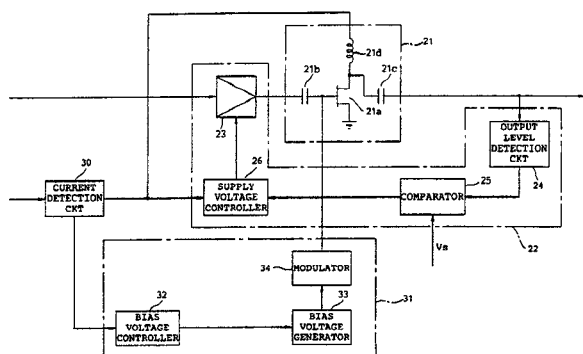 21
21b
21d
21c
21a
23
OUTPUT
LEVEL
DETECTION
CKT
24
30
CURRENT
DETECTION
CKT
26
SUPPLY
VOLTAGE
CONTROLLER
25
COMPARATOR
Vs
22
34
MODULATOR
31
32
BIAS
VOLTAGE
CONTROLLER
33
BIAS
VOLTAGE
GENERATOR